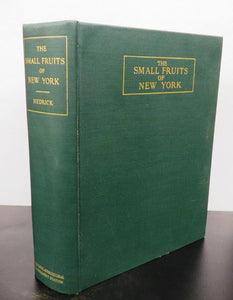 THE
SMALL FRUITS
OF
NEW YORK
HEDRICK
THE
SMALL FRUITS
OF
NEW YORK